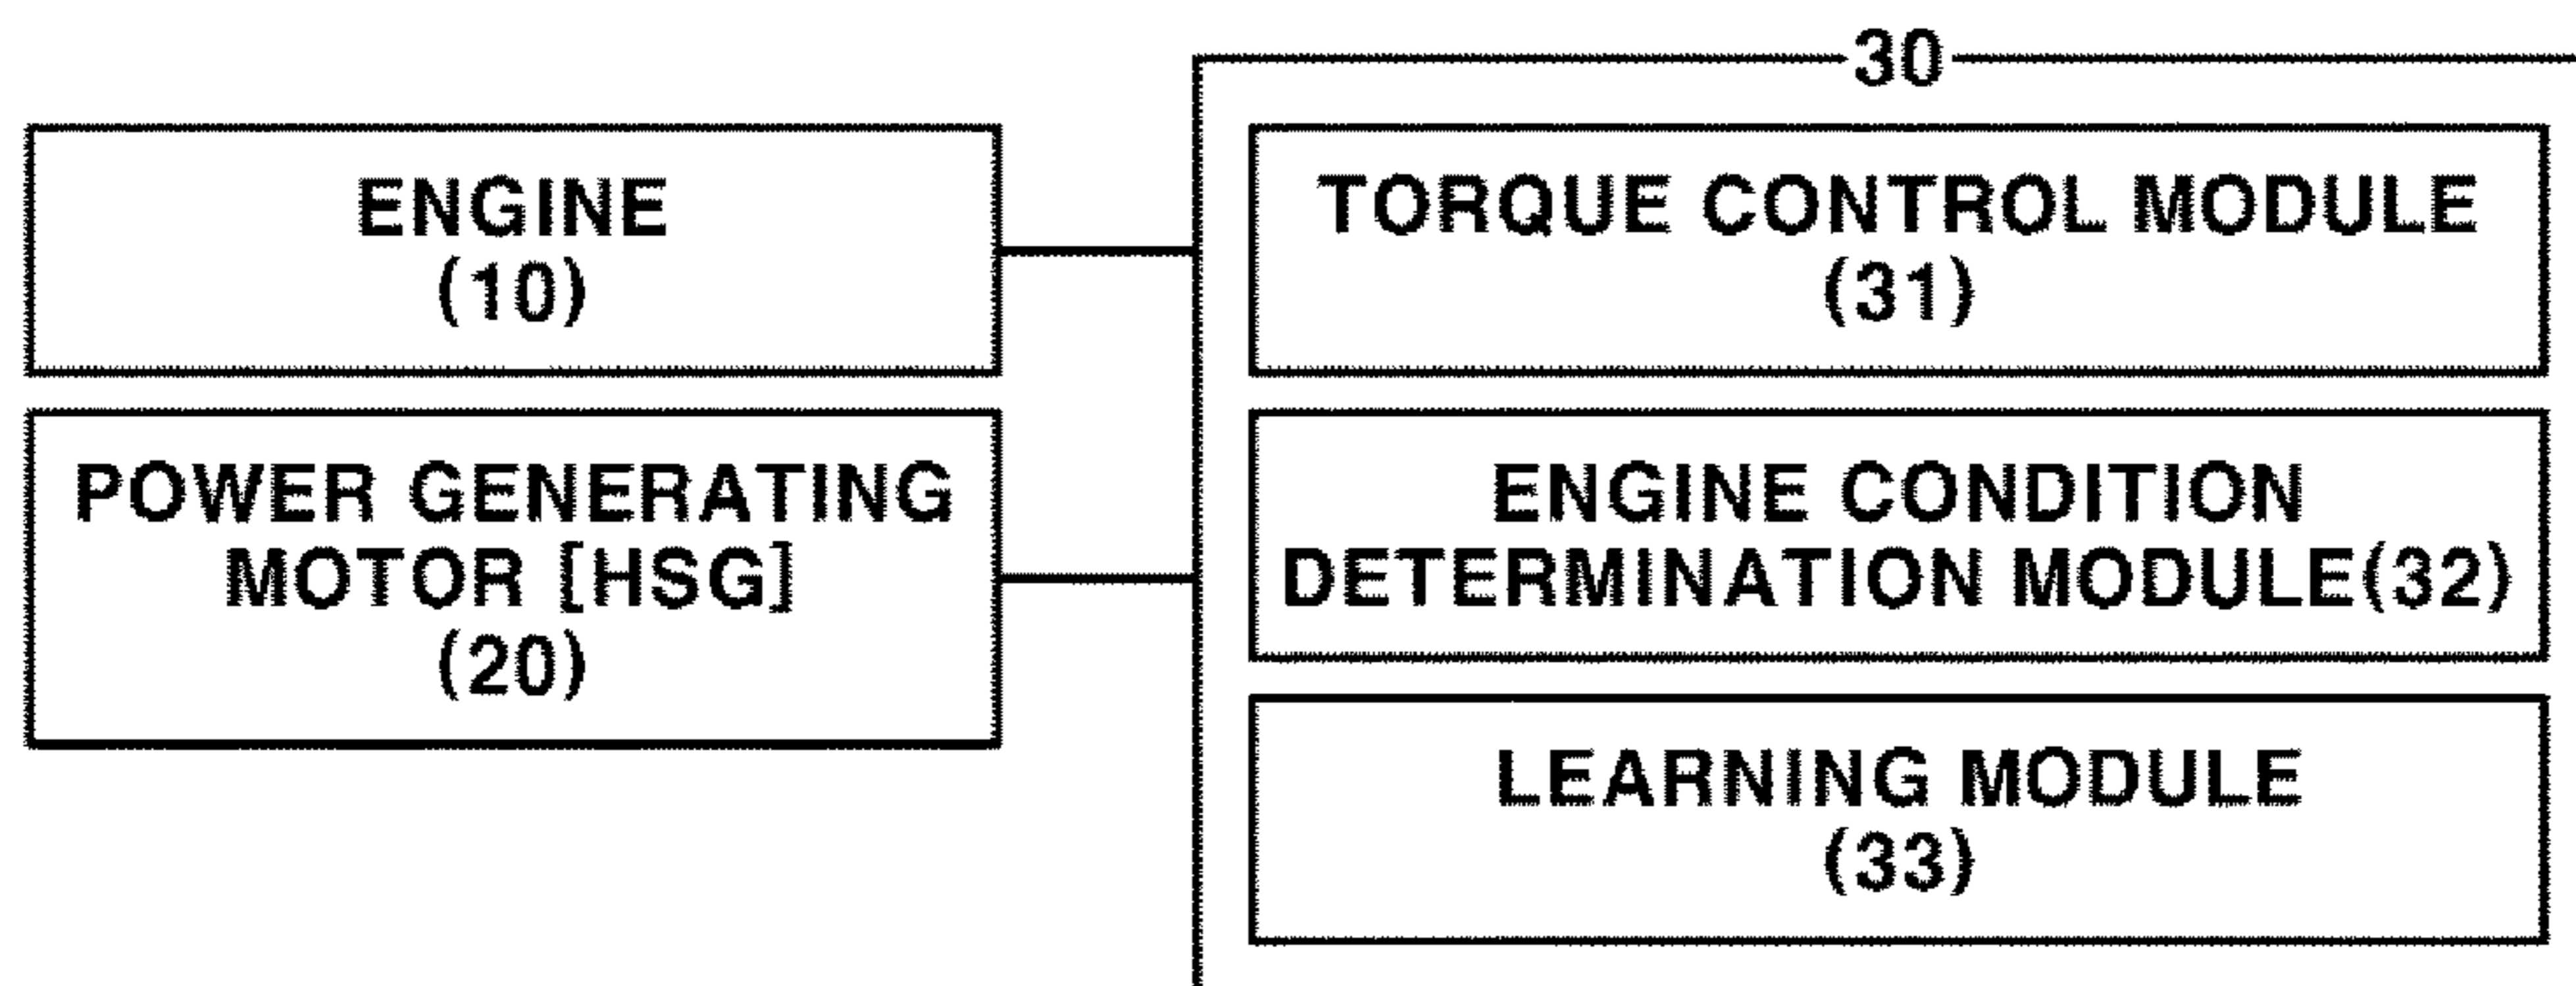 30
ENGINE
(10)
POWER GENERATING
MOTOR [HSG]
(20)
TORQUE CONTROL MODULE
(31)
ENGINE CONDITION
DETERMINATION MODULE(32)
LEARNING MODULE
(33)